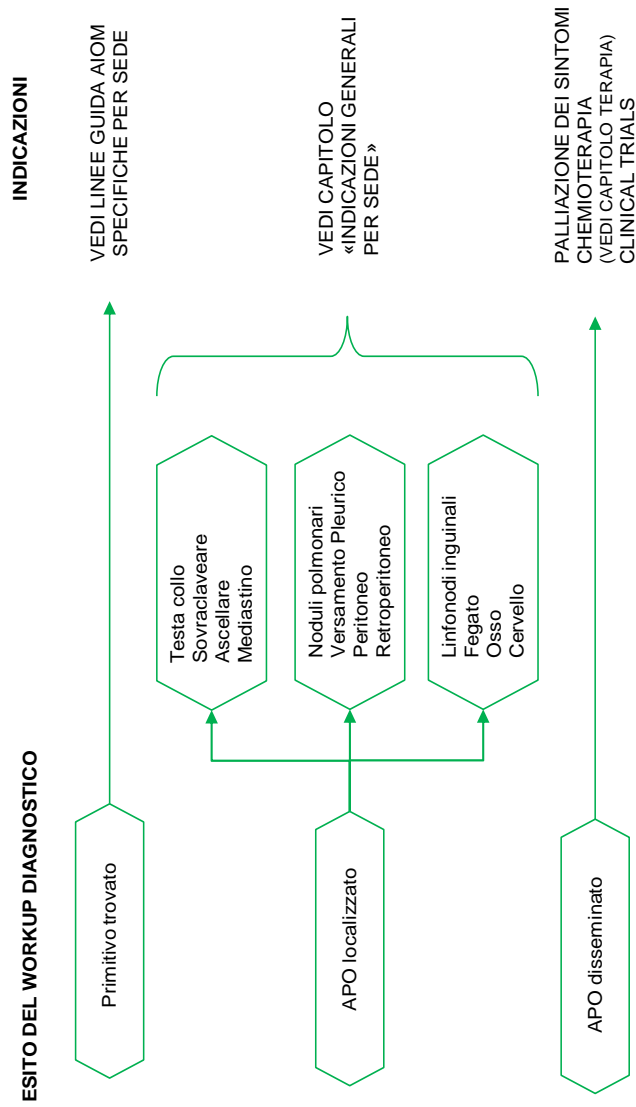 ESITO DEL WORKUP DIAGNOSTICO
INDICAZIONI
Primitivo trovato
VEDI LINEE GUIDA AIOM
SPECIFICHE PER SEDE
APO localizzato
Testa collo
Sovraclaveare
Ascellare
Mediastino
Noduli polmonari
Versamento Pleurico
Peritoneo
Retroperitoneo
Linfonodi inguinali
Fegato
Osso
Cervello
VEDI CAPITOLO
«INDICAZIONI GENERALI
PER SEDE»
APO disseminato
PALLIAZIONE DEI SINTOMI
CHEMIOTERAPIA
(VEDI CAPITOLO TERAPIA)
CLINICAL TRIALS